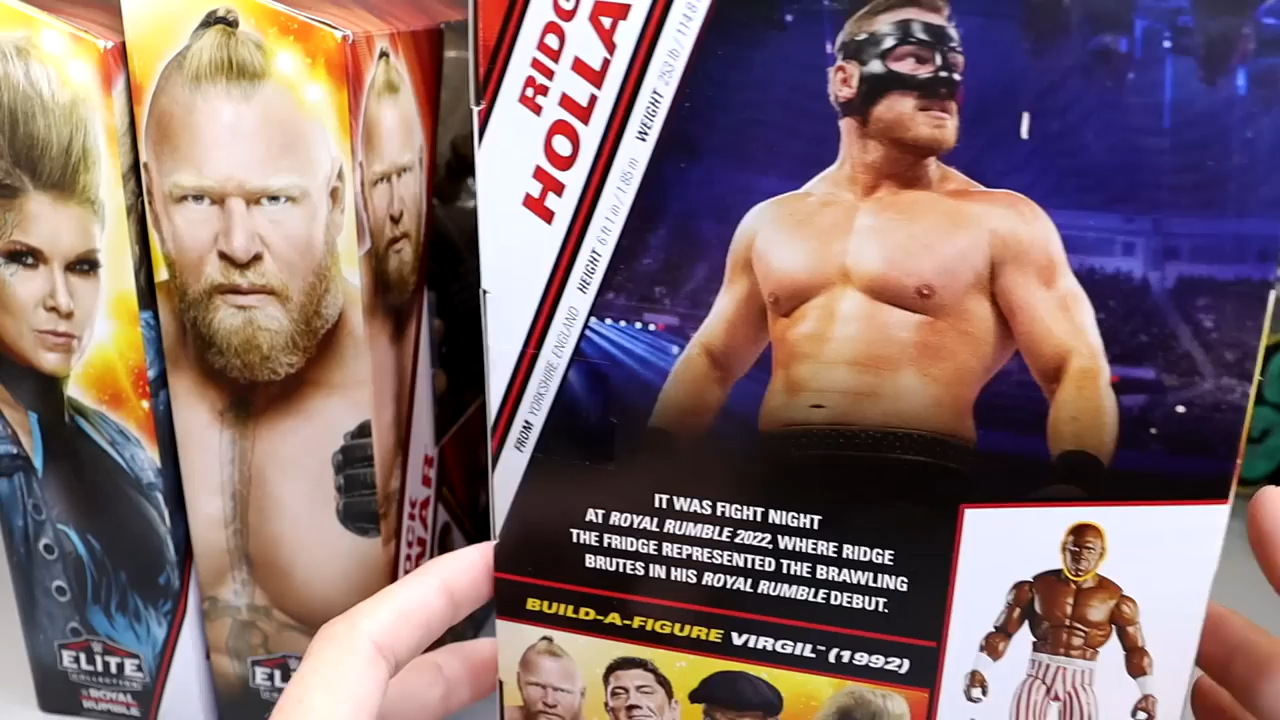 HOLLA
FROM YORKSHIRE, ENGLAND HEIGHT 6 ft 1 in / 1.85 m WEIGHT 253 lb / 114.8
IT WAS FIGHT NIGHT
AT ROYAL RUMBLE 2022, WHERE RIDGE
THE FRIDGE REPRESENTED THE BRAWLING
BRUTES IN HIS ROYAL RUMBLE DEBUT.
BUILD-A-FIGURE VIRGIL™ (1992)
ELITE
COLLECTION
ROYAL
RUMBLE